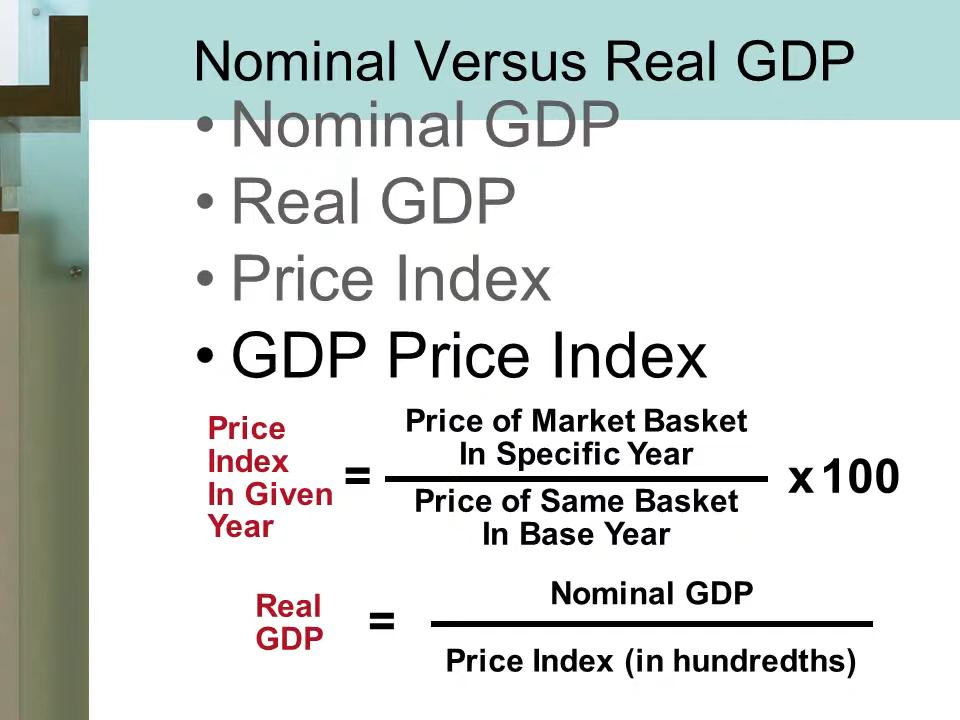 Nominal Versus Real GDP
• Nominal GDP
• Real GDP
• Price Index
• GDP Price Index
Price
Index
In Given
Year
=
Price of Market Basket
In Specific Year
Price of Same Basket
In Base Year
x 100
Real
GDP
=
Nominal GDP
Price Index (in hundredths)